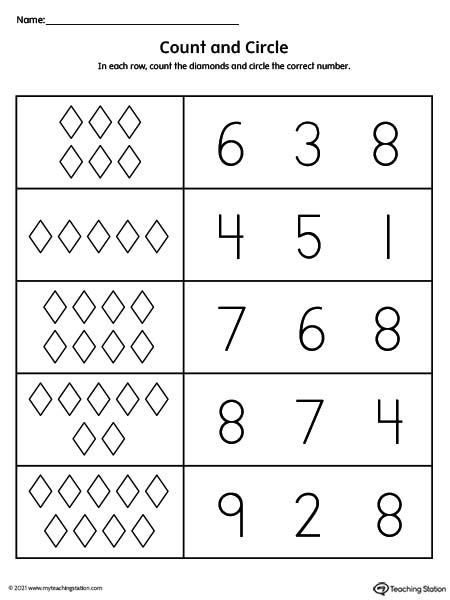 Name:
Count and Circle
In each row, count the diamonds and circle the correct number.
6 3 8
4 5 1
7 6 8
8 7 4
9 2 8
© 2021 www.myteachingstation.com
Teaching Station